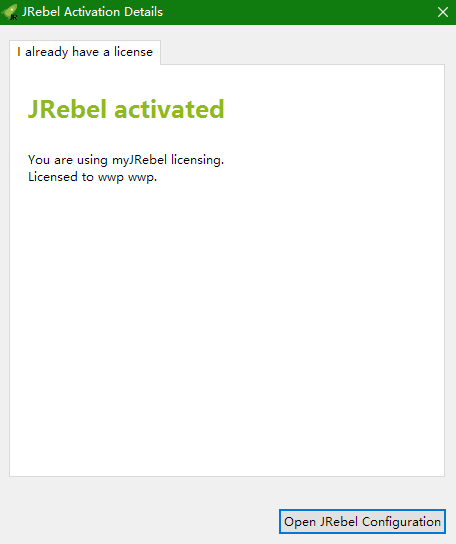 JRebel Activation Details
I already have a license
JRebel activated
You are using myJRebel licensing.
Licensed to wwp wwp.
Open JRebel Configuration